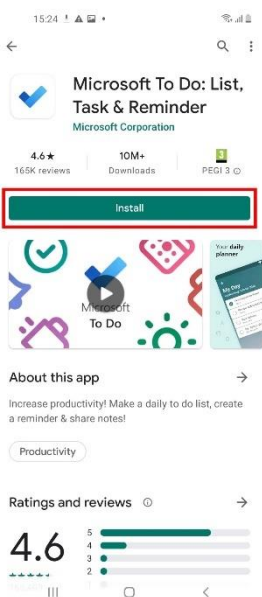 15:24
Microsoft To Do: List,
Task & Reminder
Microsoft Corporation
4.6★ 10M+ 3
165K reviews Downloads PEGI 3
Install
Microsoft
To Do
Your daily
planner
My Day
About this app
Increase productivity! Make a daily to do list, create
a reminder & share notes!
Productivity
Ratings and reviews
4.6
5
4
3
2